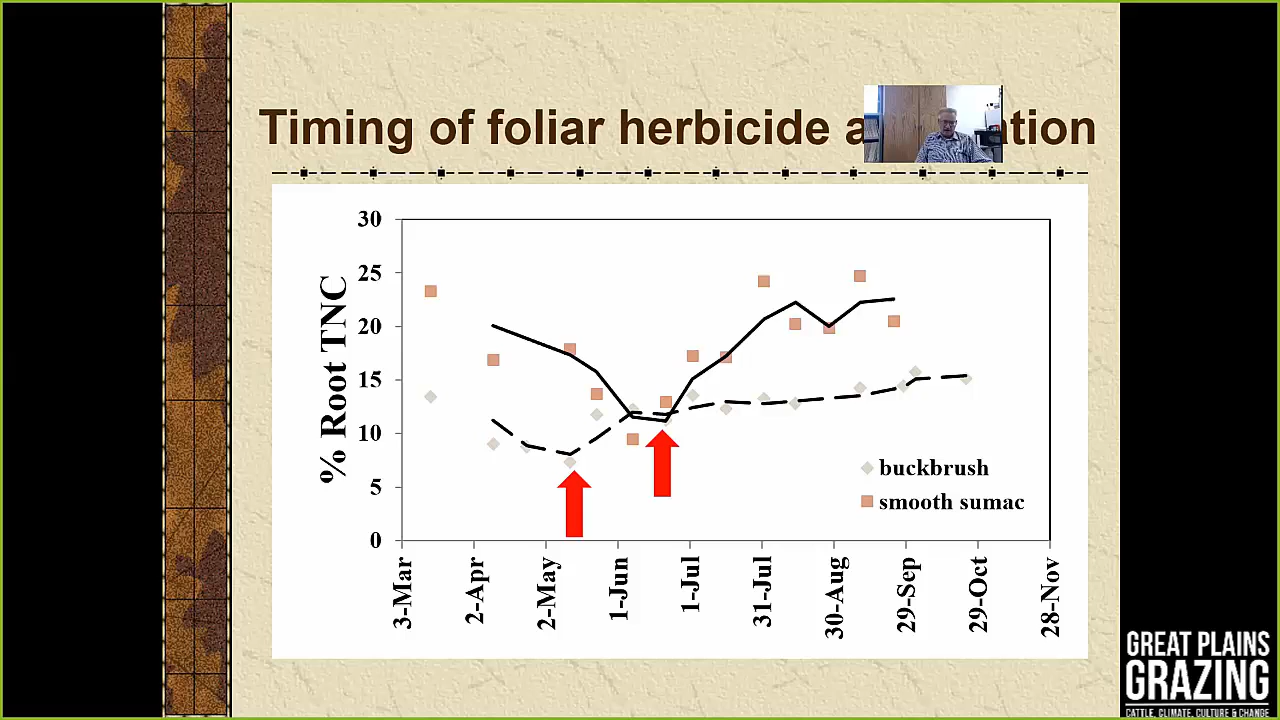 Timing of foliar herbicide a tion
30
25
20
15
10
5
0
% Root TNC
buckbrush
smooth sumac
3-Mar
2-Apr
2-May
1-Jun
1-Jul
31-Jul
30-Aug
29-Sep
29-Oct
28-Nov
GREAT PLAINS
GRAZING
CATTLE, CLIMATE, CULTURE & CHANGE